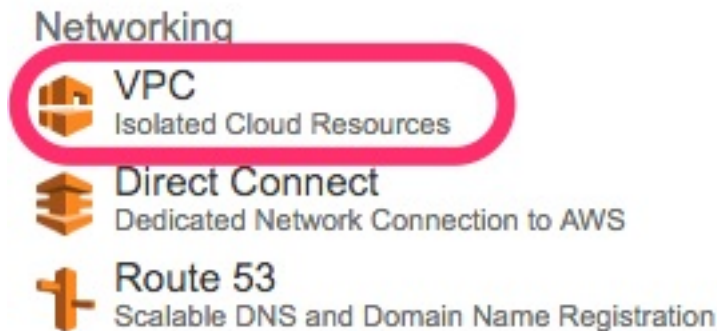 Networking
VPC
Isolated Cloud Resources
Direct Connect
Dedicated Network Connection to AWS
Route 53
Scalable DNS and Domain Name Registration